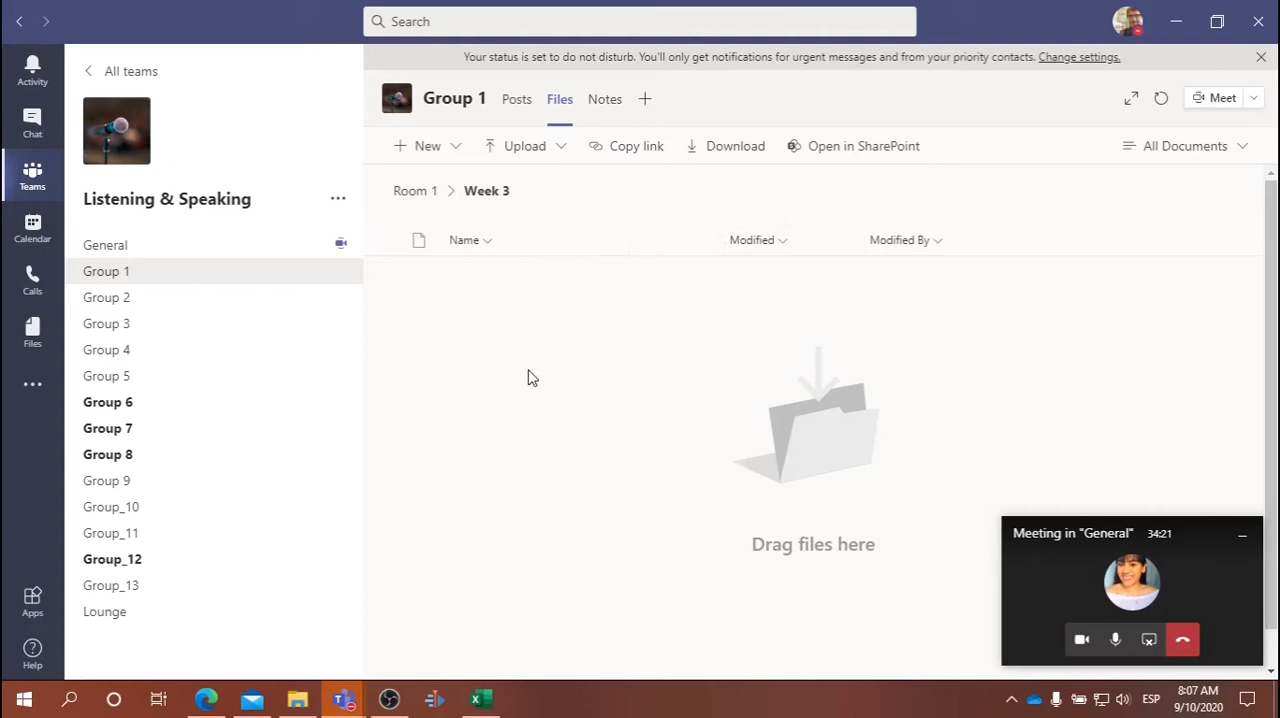 Search
Activity
Chat
Teams
Calendar
Calls
Files
Apps
Help
All teams
Listening & Speaking
General
Group 1
Group 2
Group 3
Group 4
Group 5
Group 6
Group 7
Group 8
Group 9
Group_10
Group_11
Group_12
Group_13
Lounge
Your status is set to do not disturb. You'll only get notifications for urgent messages and from your priority contacts. Change settings.
Group 1 Posts Files Notes Meet
New Upload Copy link Download Open in SharePoint All Documents
Room 1 > Week 3
Name Modified Modified By
Drag files here
Meeting in "General" 34:21
ESP
8:07 AM
9/10/2020